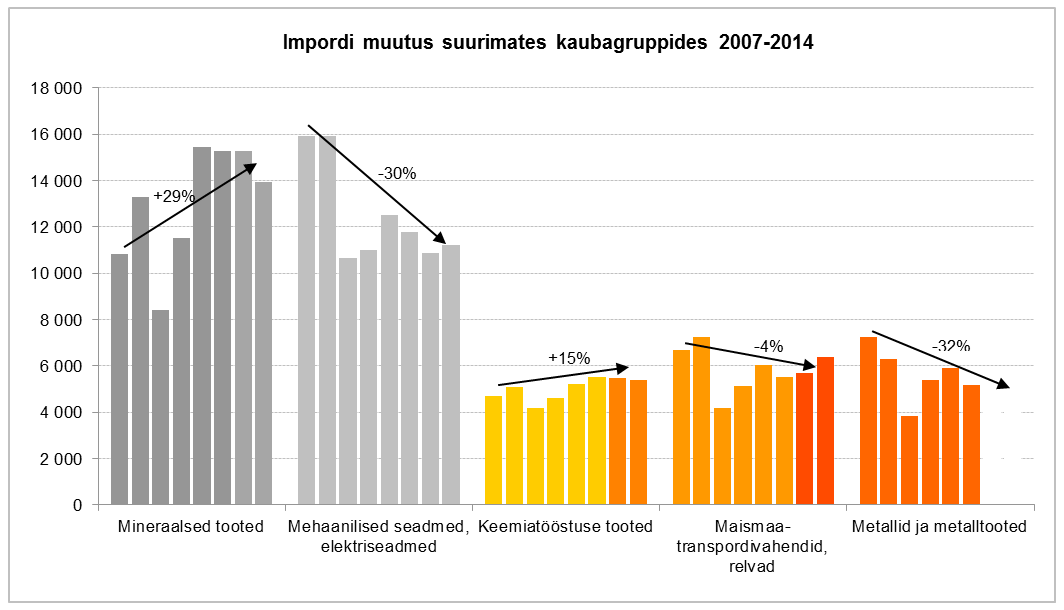 Impordi muutus suurimates kaubagruppides 2007-2014
18 000
16 000
14 000
12 000
10 000
8 000
6 000
4 000
2 000
0
+29%
-30%
+15%
-4%
-32%
Mineraalsed tooted
Mehaanilised seadmed,
elektriseadmed
Keemiatööstuse tooted
Maismaa-
transpordivahendid,
relvad
Metallid ja metalltooted